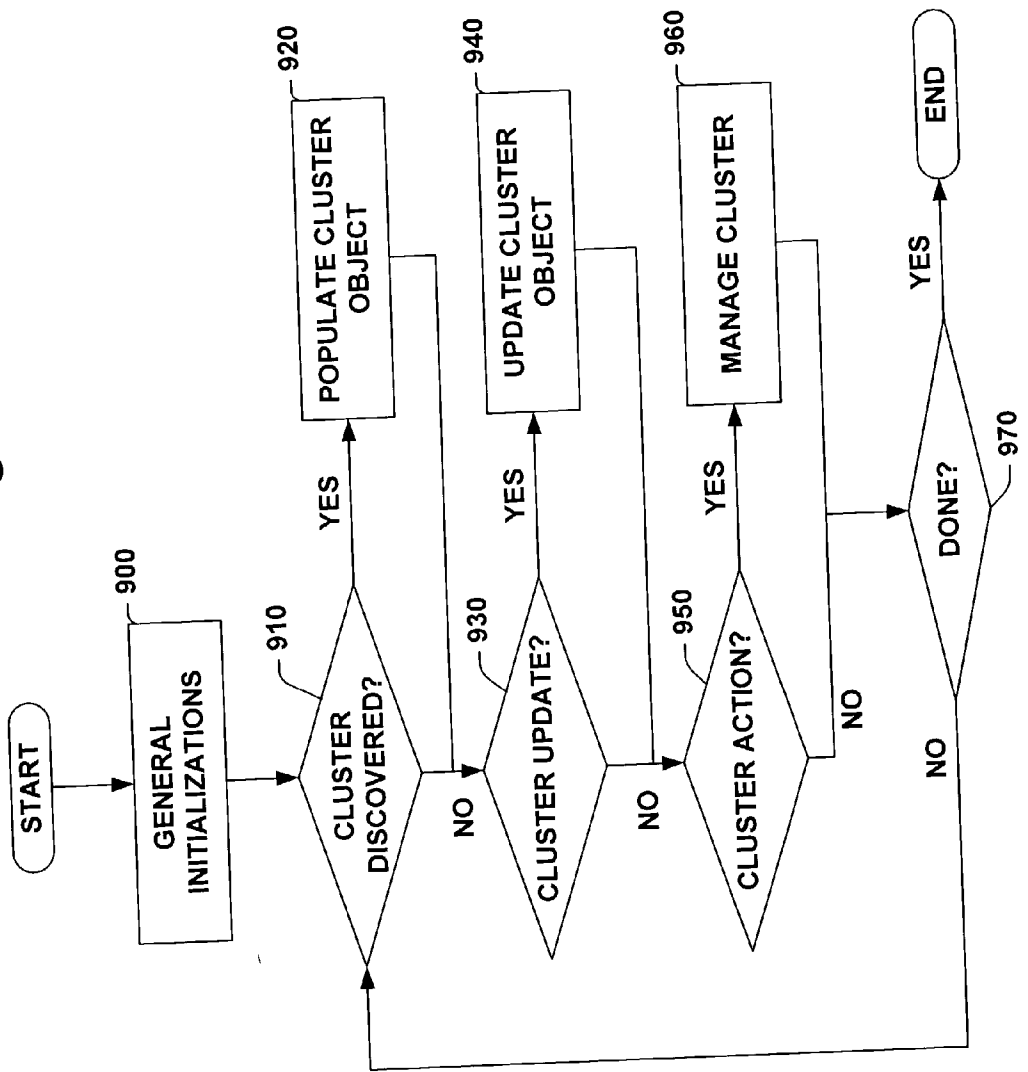 START
900
GENERAL
INITIALIZATIONS
910
CLUSTER
DISCOVERED?
YES
920
POPULATE CLUSTER
OBJECT
NO
930
CLUSTER UPDATE?
YES
940
UPDATE CLUSTER
OBJECT
NO
950
CLUSTER ACTION?
YES
960
MANAGE CLUSTER
NO
DONE?
970
NO
YES
END